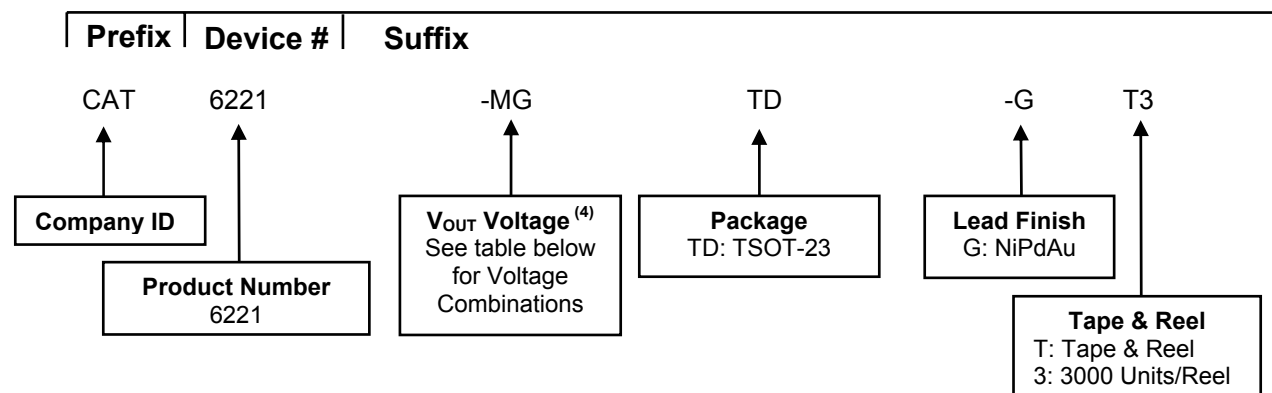 Prefix Device # Suffix
CAT 6221 -MG TD -G T3
Company ID
Product Number
6221
VOUT Voltage (4)
See table below
for Voltage
Combinations
Package
TD: TSOT-23
Lead Finish
G: NiPdAu
Tape & Reel
T: Tape & Reel
3: 3000 Units/Reel